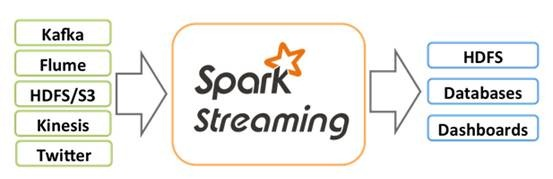 Kafka
Flume
HDFS/S3
Kinesis
Twitter
Spark
Streaming
HDFS
Databases
Dashboards